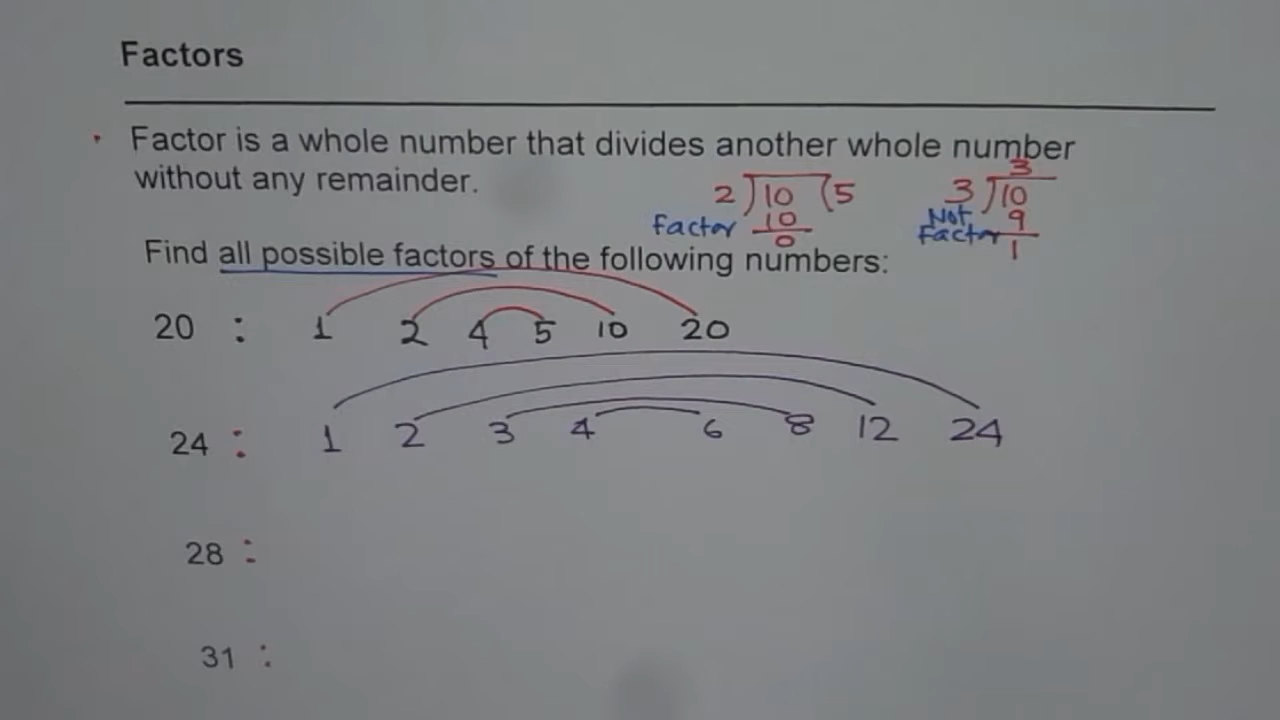 Factors
Factor is a whole number that divides another whole number
without any remainder.
2 10 5
Factor 10
0
3
3 10
Not 9
Factor 1
Find all possible factors of the following numbers:
20 : 1 2 4 5 10 20
24 : 1 2 3 4 6 8 12 24
28 :
31 :